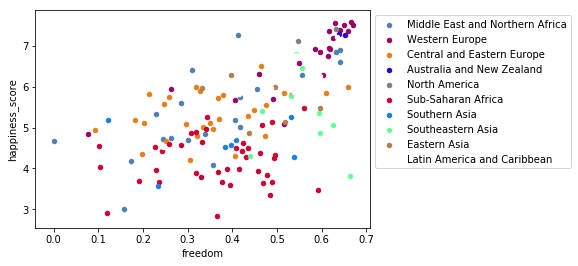 happiness_score
7
6
5
4
3
0.0
0.1
0.2
0.3
0.4
0.5
0.6
0.7
freedom
Middle East and Northern Africa
Western Europe
Central and Eastern Europe
Australia and New Zealand
North America
Sub-Saharan Africa
Southern Asia
Southeastern Asia
Eastern Asia
Latin America and Caribbean